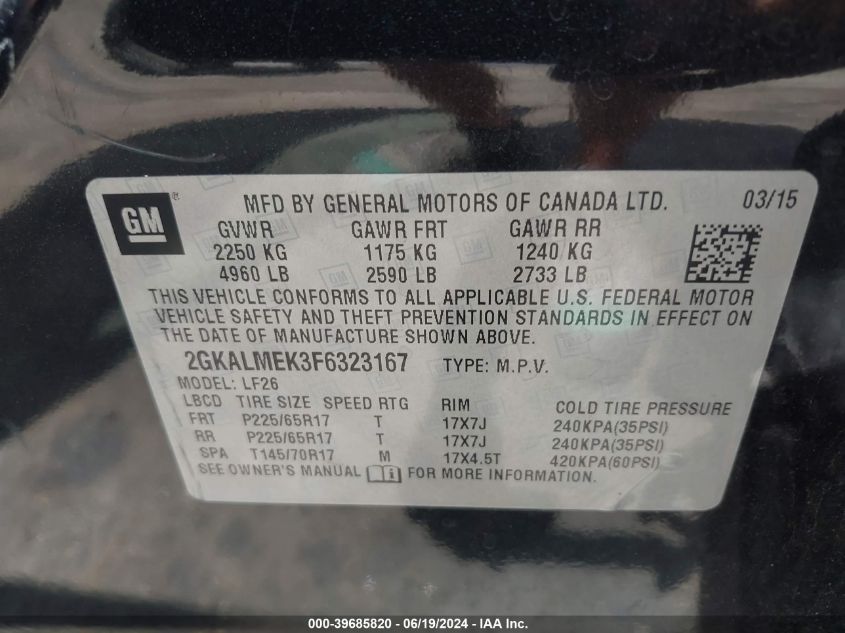 GM ®
MFD BY GENERAL MOTORS OF CANADA LTD. 03/15
GVWR GAWR FRT GAWR RR
2250 KG 1175 KG 1240 KG
4960 LB 2590 LB 2733 LB
THIS VEHICLE CONFORMS TO ALL APPLICABLE U.S. FEDERAL MOTOR
VEHICLE SAFETY AND THEFT PREVENTION STANDARDS IN EFFECT ON
THE DATE OF MANUFACTURE SHOWN ABOVE.
2GKALMEK3F6323167 TYPE: M.P.V.
MODEL: LF26
LBCD TIRE SIZE SPEED RTG RIM COLD TIRE PRESSURE
FRT P225/65R17 T 17X7J 240KPA(35PSI)
RR P225/65R17 T 17X7J 240KPA(35PSI)
SPA T145/70R17 M 17X4.5T 420KPA(60PSI)
SEE OWNER'S MANUAL FOR MORE INFORMATION.
000-39685820 - 06/19/2024 - IAA Inc.